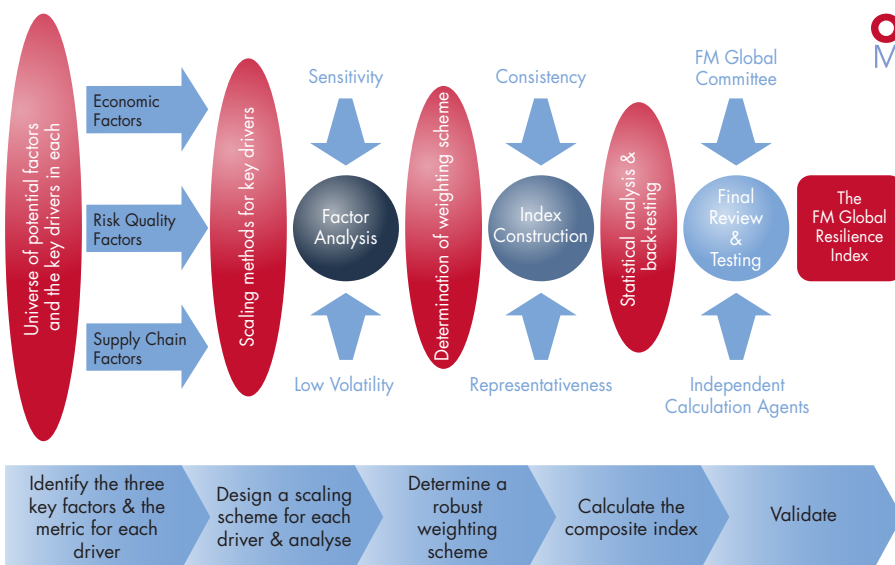 Universe of potential factors
and the key drivers in each
Economic
Factors
Risk Quality
Factors
Supply Chain
Factors
Scaling methods for key drivers
Sensitivity
Factor
Analysis
Low Volatility
Determination of weighting scheme
Consistency
Index
Construction
Representativeness
Statistical analysis &
back-testing
FM Global
Committee
Final
Review
&
Testing
Independent
Calculation Agents
The
FM Global
Resilience
Index
M
Identify the three
key factors & the
metric for each
driver
Design a scaling
scheme for each
driver & analyse
Determine a
robust
weighting
scheme
Calculate the
composite index
Validate